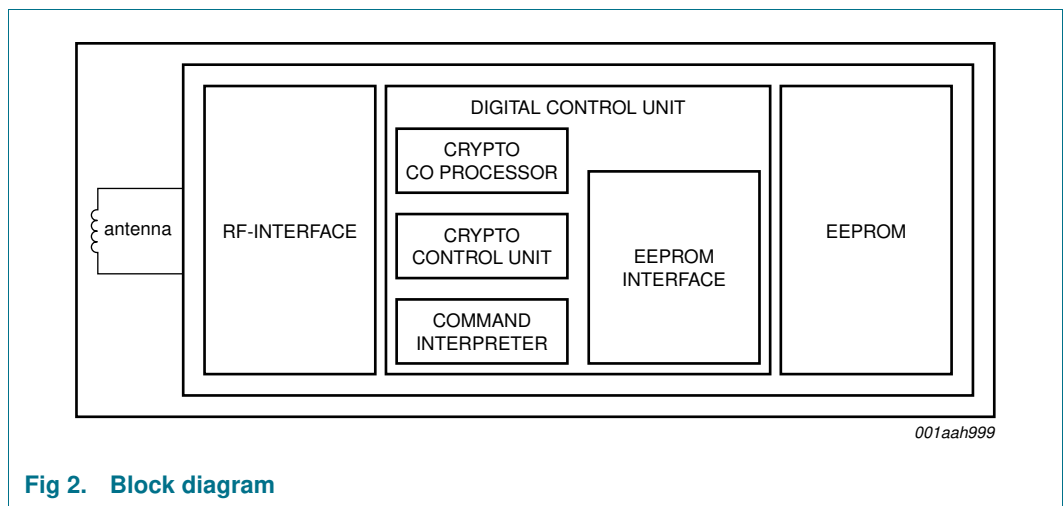 DIGITAL CONTROL UNIT
CRYPTO
CO PROCESSOR
antenna
RF-INTERFACE
CRYPTO
CONTROL UNIT
EEPROM
INTERFACE
EEPROM
COMMAND
INTERPRETER
001aah999
Fig 2. Block diagram